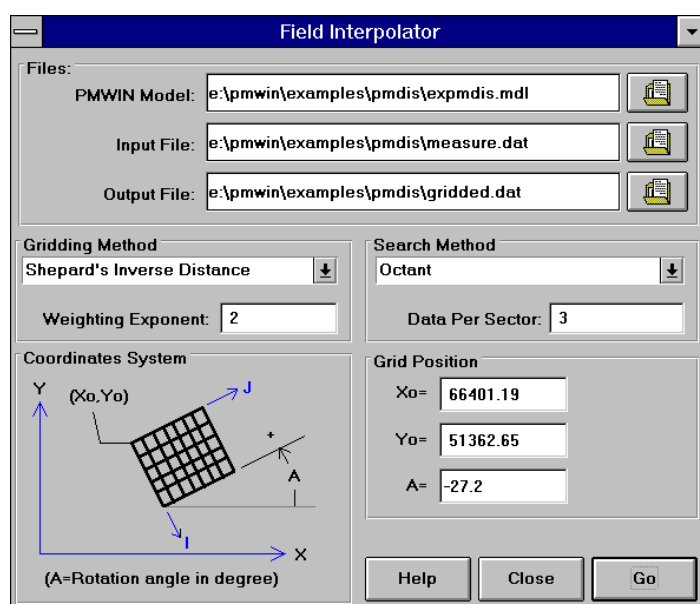 Field Interpolator
Files:
PMWIN Model: e:\pmwin\examples\pmdis\expmdis.mdl
Input File: e:\pmwin\examples\pmdis\measure.dat
Output File: e:\pmwin\examples\pmdis\gridded.dat
Gridding Method
Shepard's Inverse Distance
Weighting Exponent: 2
Search Method
Octant
Data Per Sector: 3
Coordinates System
Y
(Xo,Yo)
J
+
A
I
X
(A=Rotation angle in degree)
Grid Position
Xo= 66401.19
Yo= 51362.65
A= -27.2
Help Close Go